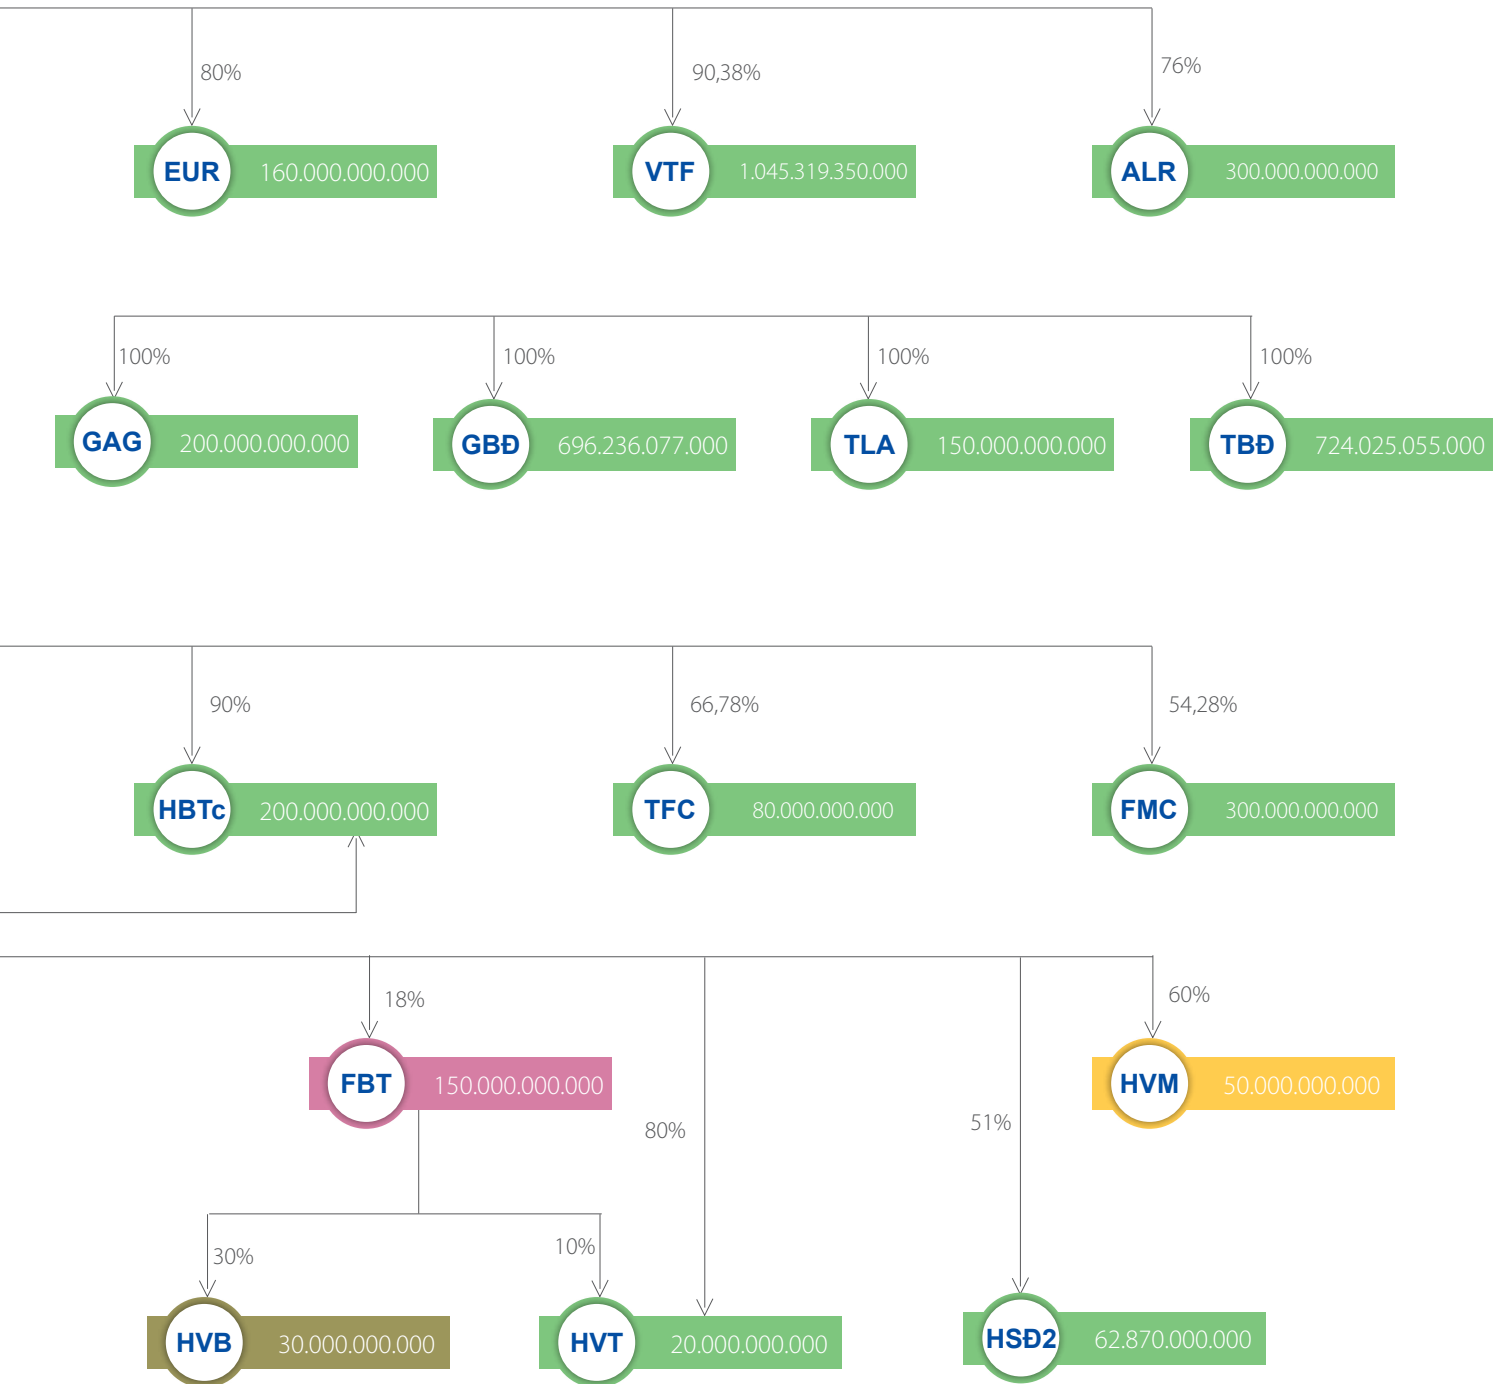 80%
90,38%
76%
EUR 160.000.000.000
VTF 1.045.319.350.000
ALR 300.000.000.000
100%
100%
100%
100%
GAG 200.000.000.000
GBĐ 696.236.077.000
TLA 150.000.000.000
TBĐ 724.025.055.000
90%
66,78%
54,28%
HBTc 200.000.000.000
TFC 80.000.000.000
FMC 300.000.000.000
18%
60%
FBT 150.000.000.000
HVM 50.000.000.000
80%
51%
30%
10%
HVB 30.000.000.000
HVT 20.000.000.000
HSĐ2 62.870.000.000